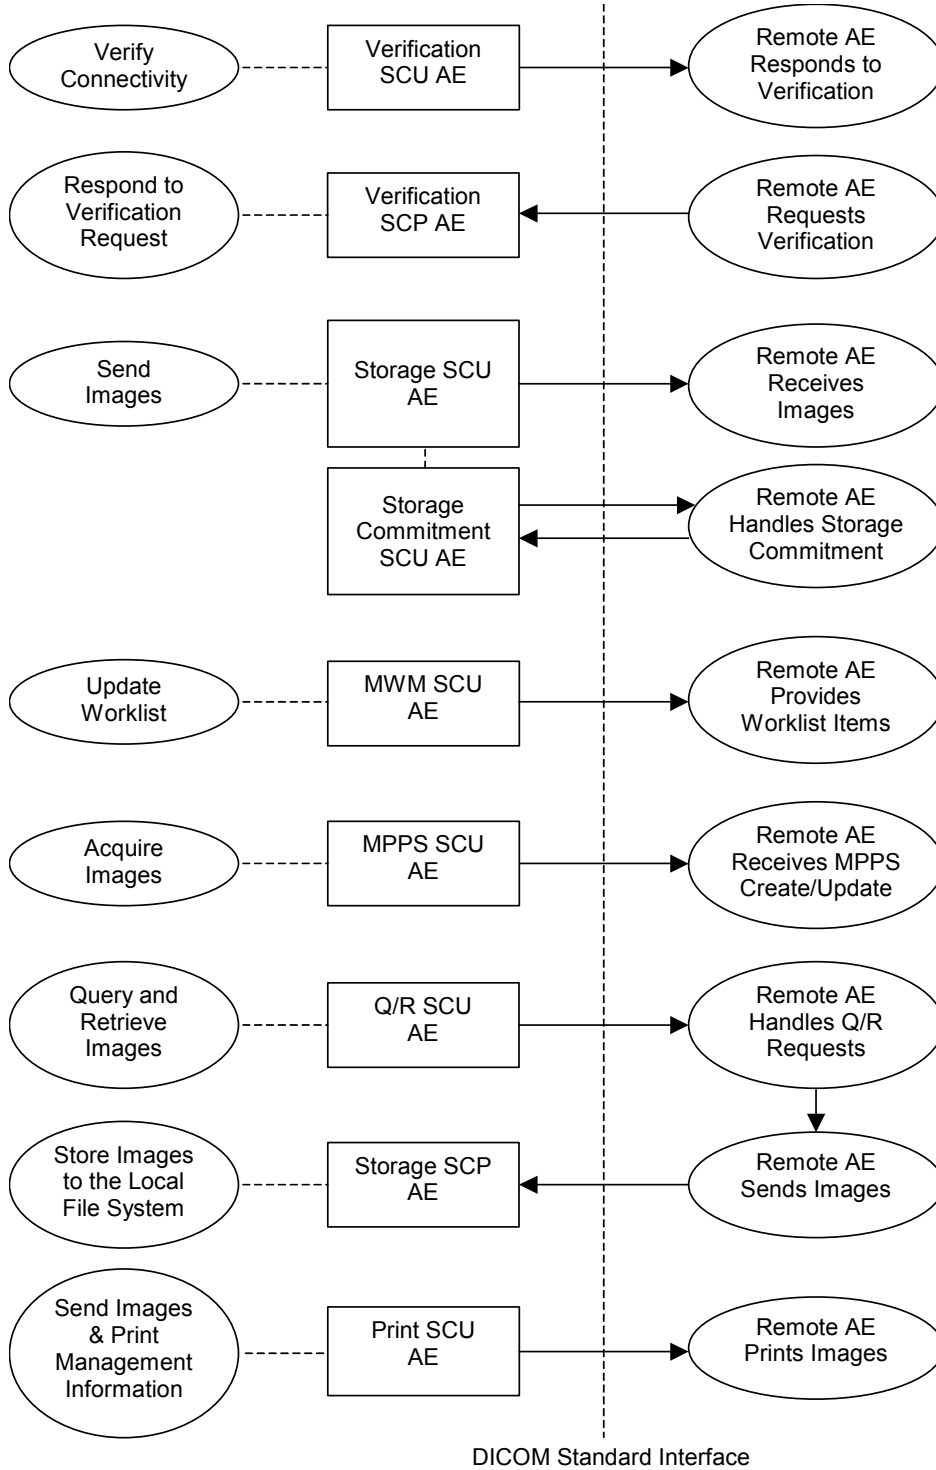 Verify
Connectivity
Verification
SCU AE
Remote AE
Responds to
Verification
Respond to
Verification
Request
Verification
SCP AE
Remote AE
Requests
Verification
Send
Images
Storage SCU
AE
Remote AE
Receives
Images
Storage
Commitment
SCU AE
Remote AE
Handles Storage
Commitment
Update
Worklist
MWM SCU
AE
Remote AE
Provides
Worklist Items
Acquire
Images
MPPS SCU
AE
Remote AE
Receives MPPS
Create/Update
Query and
Retrieve
Images
Q/R SCU
AE
Remote AE
Handles Q/R
Requests
Store Images
to the Local
File System
Storage SCP
AE
Remote AE
Sends Images
Send Images
& Print
Management
Information
Print SCU
AE
Remote AE
Prints Images
DICOM Standard Interface